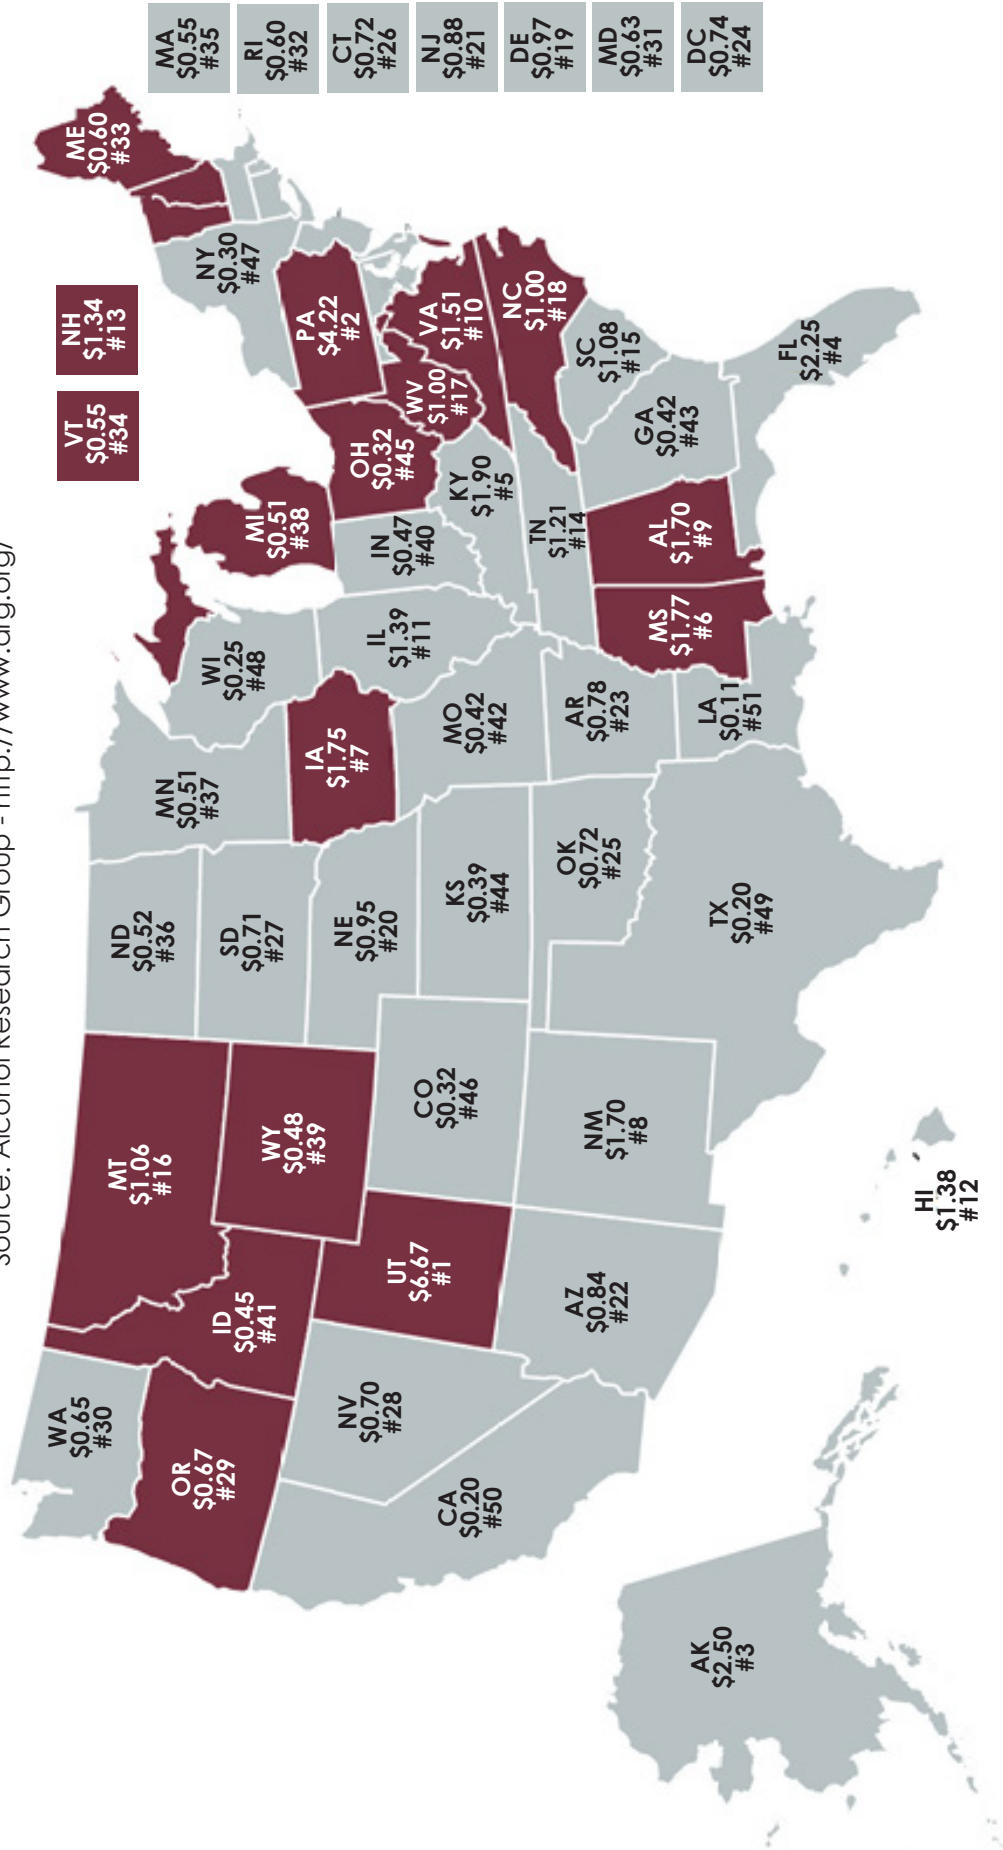 Source: Alcohol Research Group - http://www.arg.org/
WA
$0.65
#30
OR
$0.67
#29
CA
$0.20
#50
NV
$0.70
#28
ID
$0.45
#41
MT
$1.06
#16
WY
$0.48
#39
UT
$6.67
#1
AZ
$0.84
#22
CO
$0.32
#46
NM
$1.70
#8
ND
$0.52
#36
SD
$0.71
#27
NE
$0.95
#20
KS
$0.39
#44
OK
$0.72
#25
TX
$0.20
#49
MN
$0.51
#37
IA
$1.75
#7
MO
$0.42
#42
AR
$0.78
#23
LA
$0.11
#51
WI
$0.25
#48
IL
$1.39
#11
MI
$0.51
#38
IN
$0.47
#40
OH
$0.32
#45
KY
$1.90
#5
TN
$1.21
#14
MS
$1.77
#6
AL
$1.70
#9
GA
$0.42
#43
FL
$2.25
#4
SC
$1.08
#15
NC
$1.00
#18
VA
$1.51
#10
WV
$1.00
#17
PA
$4.22
#2
NY
$0.30
#47
VT
$0.55
#34
NH
$1.34
#13
ME
$0.60
#33
MA
$0.55
#35
RI
$0.60
#32
CT
$0.72
#26
NJ
$0.88
#21
DE
$0.97
#19
MD
$0.63
#31
DC
$0.74
#24
AK
$2.50
#3
HI
$1.38
#12